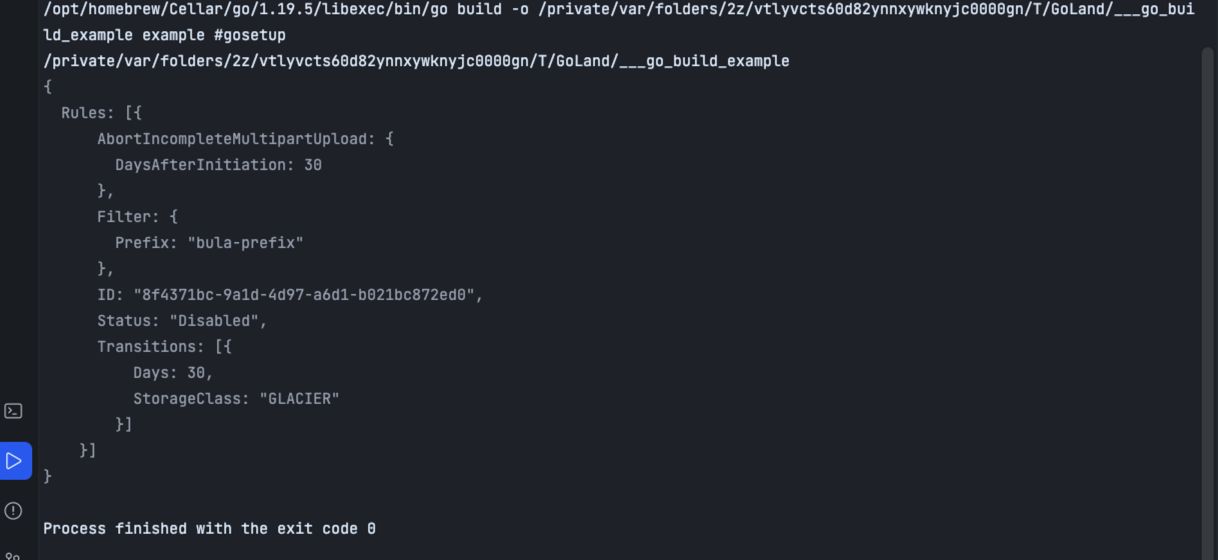 /opt/homebrew/Cellar/go/1.19.5/libexec/bin/go build -o /private/var/folders/2z/vtlyvcts60d82ynnxywknyjc0000gn/T/GoLand/___go_bui
ld_example example #gosetup
/private/var/folders/2z/vtlyvcts60d82ynnxywknyjc0000gn/T/GoLand/___go_build_example
{
  Rules: [{
      AbortIncompleteMultipartUpload: {
        DaysAfterInitiation: 30
      },
      Filter: {
        Prefix: "bula-prefix"
      },
      ID: "8f4371bc-9a1d-4d97-a6d1-b021bc872ed0",
      Status: "Disabled",
      Transitions: [{
          Days: 30,
          StorageClass: "GLACIER"
        }]
    }]
}
Process finished with the exit code 0